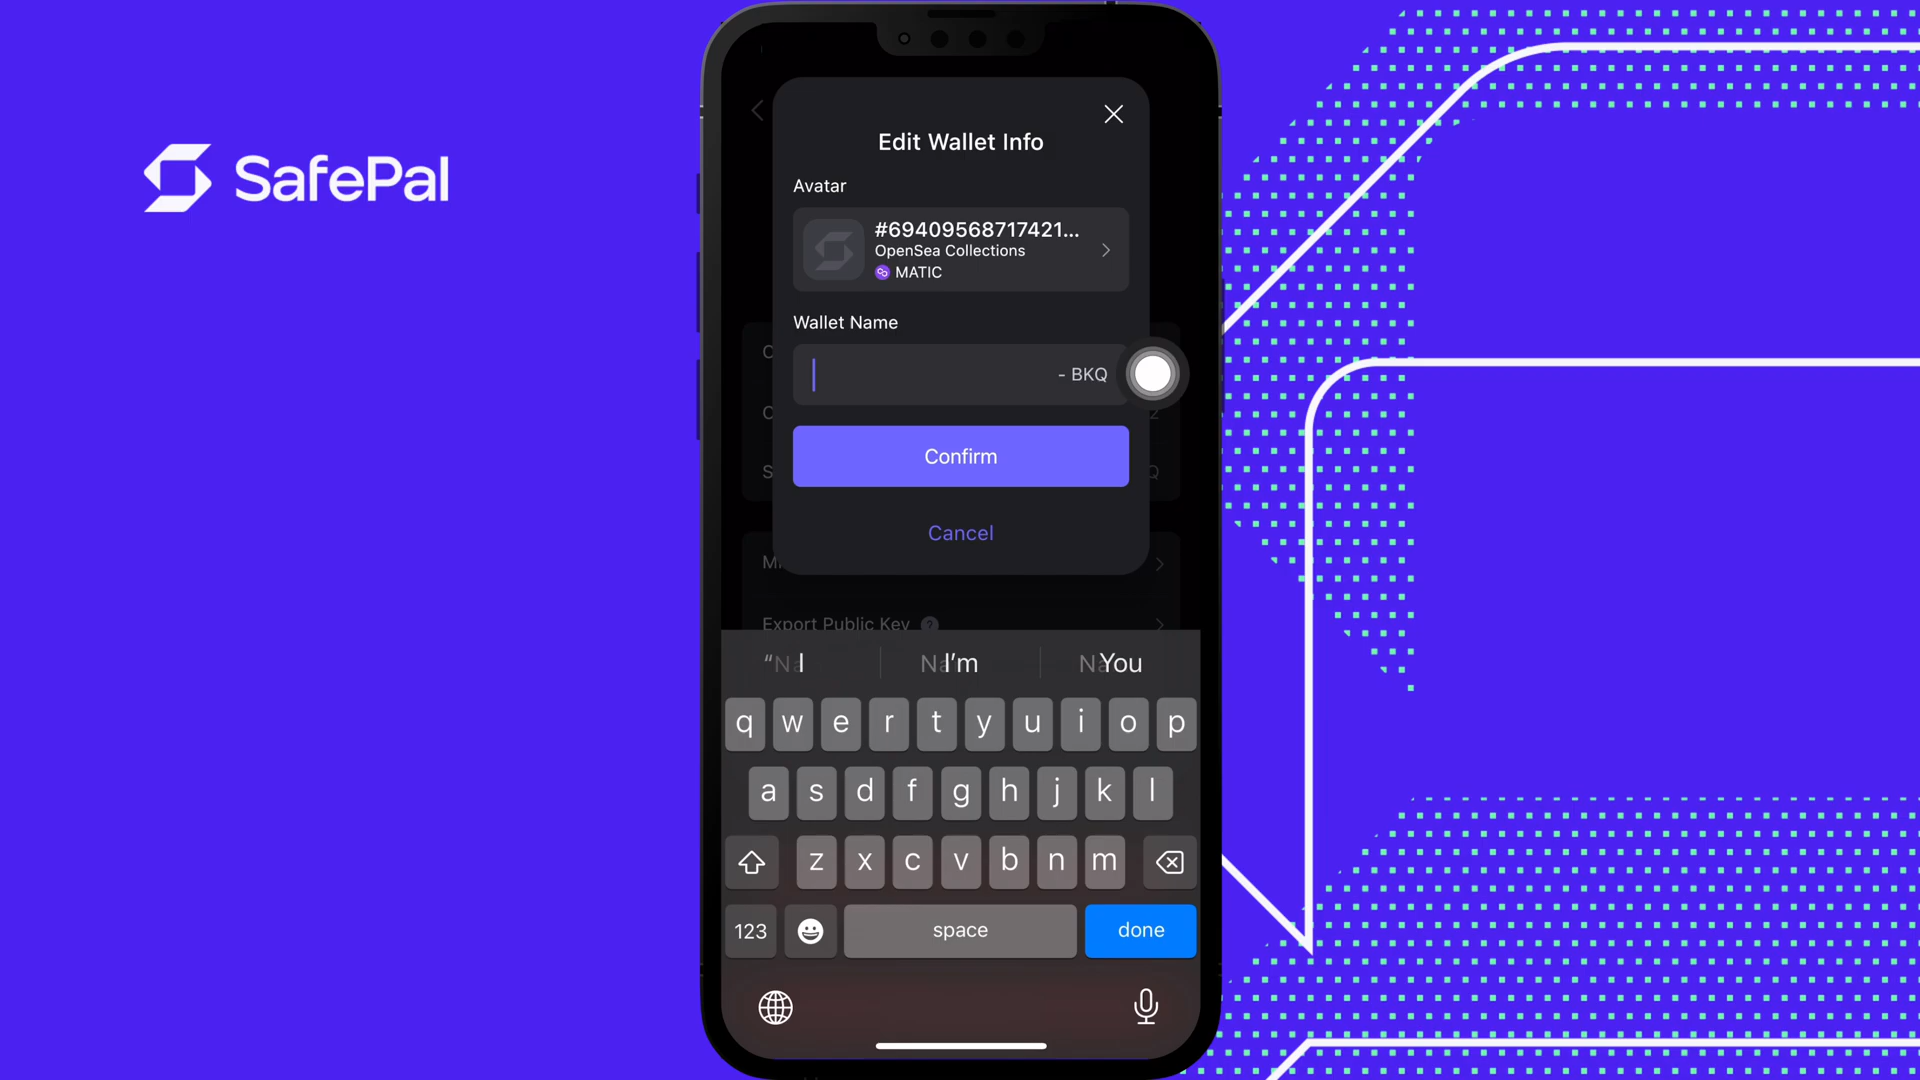 SafePal
Edit Wallet Info
Avatar
#69409568717421...
OpenSea Collections
MATIC
Wallet Name
- BKQ
Confirm
Cancel
Export Public Key ?
I
I'm
You
q w e r t y u i o p
a s d f g h j k l
z x c v b n m
123 space done